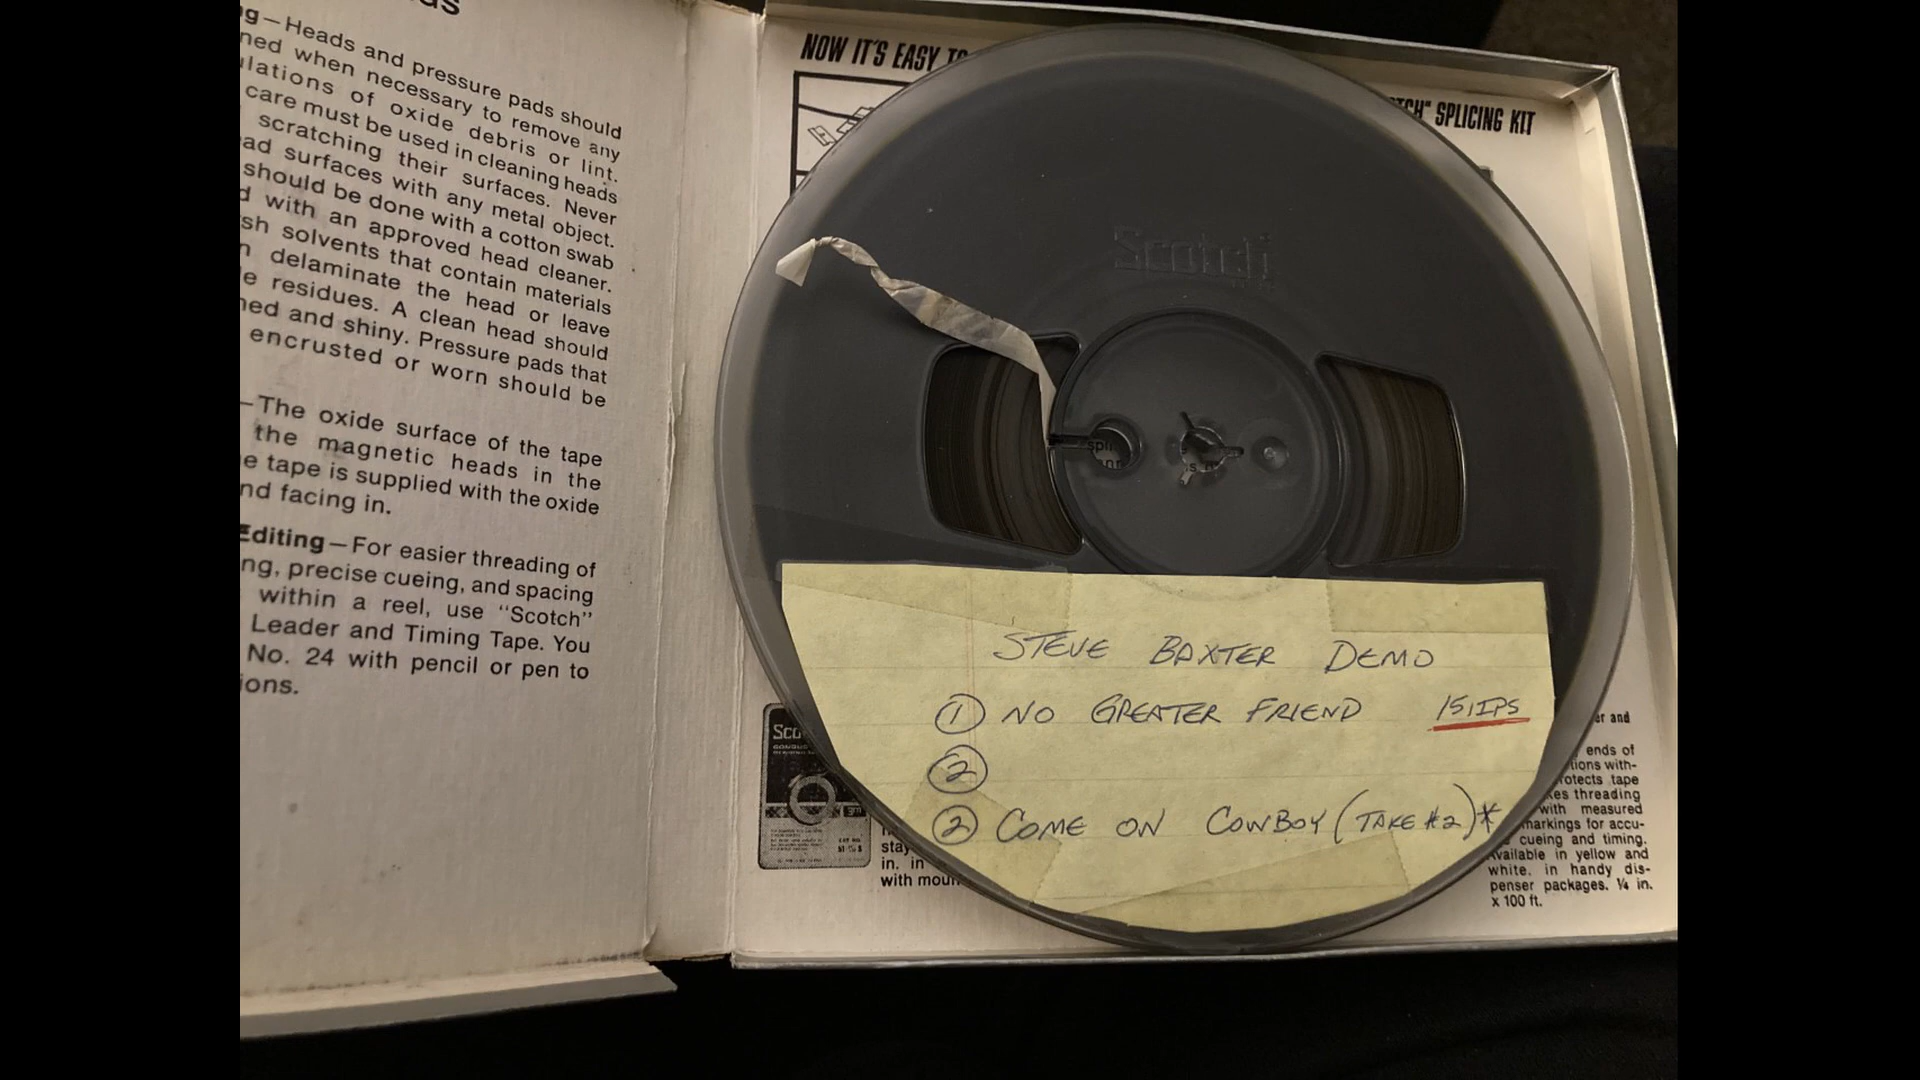 Heads and pressure pads should
when necessary to remove any
of oxide debris or lint.
care must be used in cleaning heads
scratching their surfaces. Never
surfaces with any metal object.
should be done with a cotton swab
with an approved head cleaner.
solvents that contain materials
delaminate the head or leave
residues. A clean head should
and shiny. Pressure pads that
encrusted or worn should be
—The oxide surface of the tape
the magnetic heads in the
tape is supplied with the oxide
facing in.
Editing—For easier threading of
precise cueing, and spacing
within a reel, use "Scotch"
Leader and Timing Tape. You
No. 24 with pencil or pen to
NOW IT'S EASY TO
SPLICING KIT
Scotch
STEVE BAXTER DEMO
① NO GREATER FRIEND 15 IPS
②
② COME ON COWBOY (TAKE #2)*
in. in
with
and
ends of
with-
tape
threading
with measured
markings for accu-
cueing and timing.
Available in yellow and
white. in handy dis-
penser packages. ¼ in.
x 100 ft.